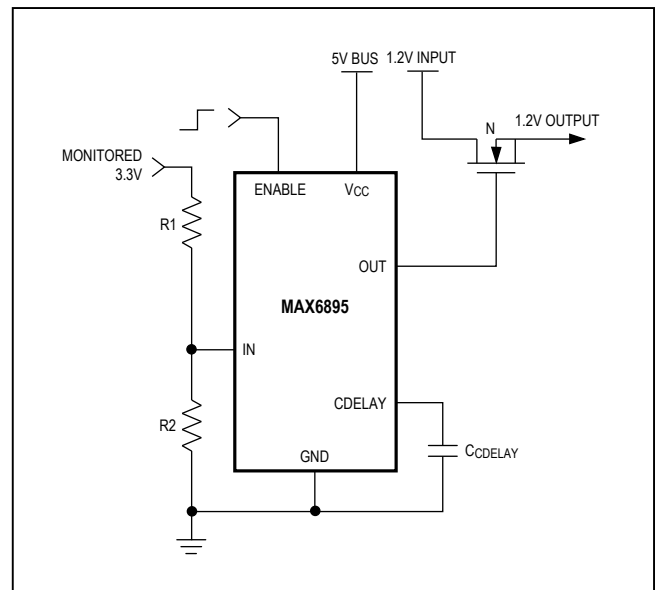 5V BUS 1.2V INPUT
N 1.2V OUTPUT
MONITORED
3.3V
ENABLE VCC
R1
OUT
MAX6895
IN
CDELAY
R2
CCDELAY
GND